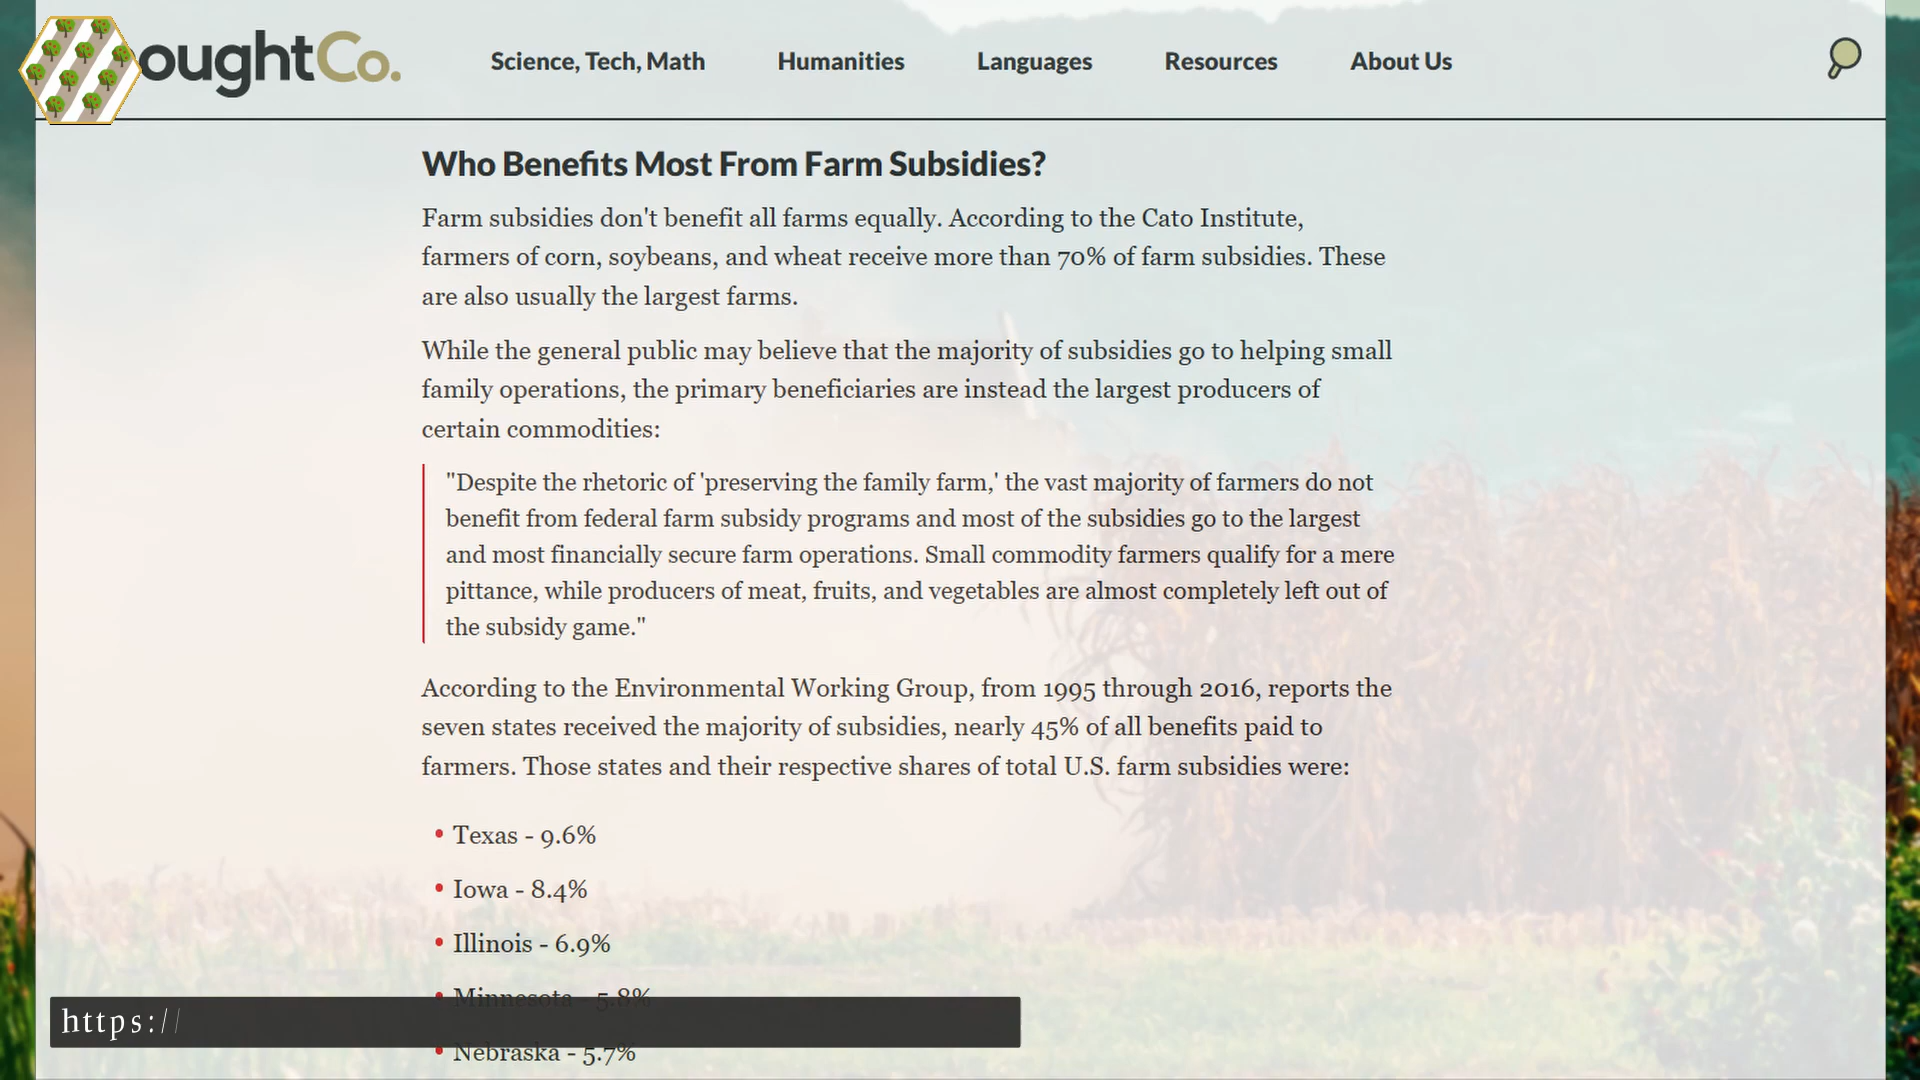 oughtCo.
Science, Tech, Math
Humanities
Languages
Resources
About Us
Who Benefits Most From Farm Subsidies?
Farm subsidies don't benefit all farms equally. According to the Cato Institute,
farmers of corn, soybeans, and wheat receive more than 70% of farm subsidies. These
are also usually the largest farms.
While the general public may believe that the majority of subsidies go to helping small
family operations, the primary beneficiaries are instead the largest producers of
certain commodities:
"Despite the rhetoric of 'preserving the family farm,' the vast majority of farmers do not
benefit from federal farm subsidy programs and most of the subsidies go to the largest
and most financially secure farm operations. Small commodity farmers qualify for a mere
pittance, while producers of meat, fruits, and vegetables are almost completely left out of
the subsidy game."
According to the Environmental Working Group, from 1995 through 2016, reports the
seven states received the majority of subsidies, nearly 45% of all benefits paid to
farmers. Those states and their respective shares of total U.S. farm subsidies were:
• Texas - 9.6%
• Iowa - 8.4%
• Illinois - 6.9%
• Minnesota - 5.8%
https://
• Nebraska - 5.7%